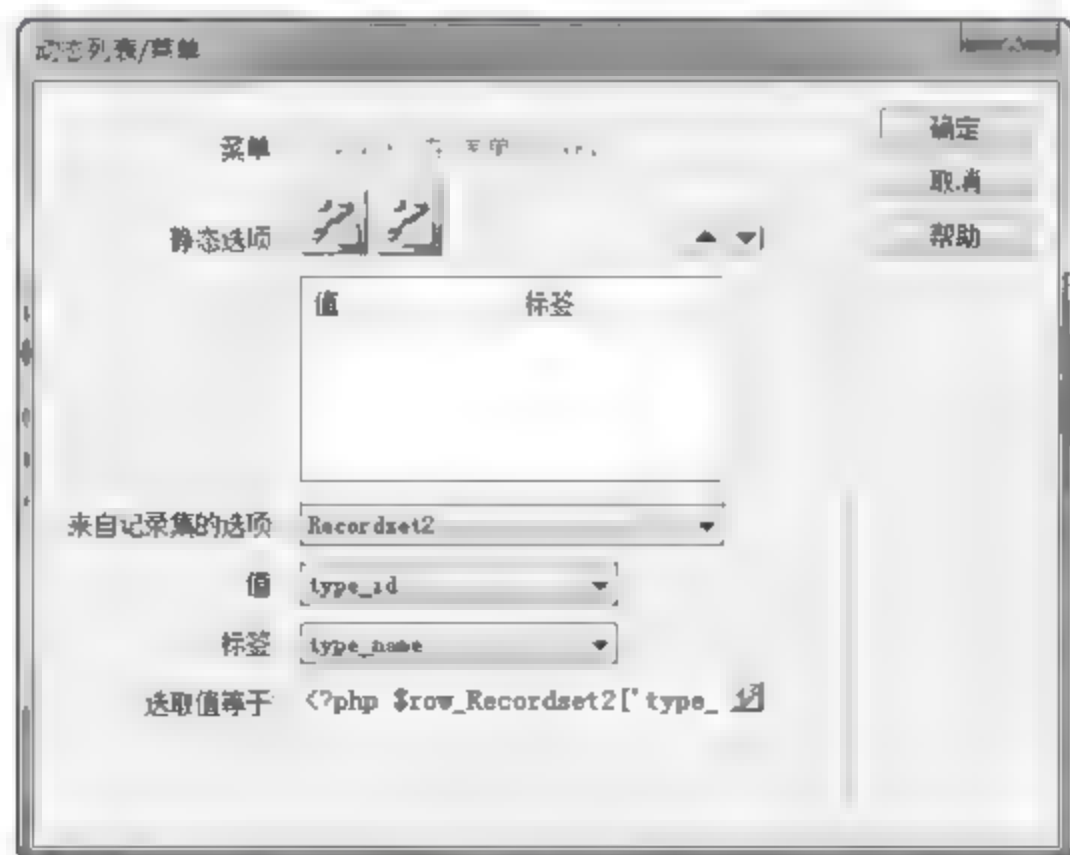 动态列表/菜单
确定
菜单
取消
静态选项
帮助
值 标签
来自记录集的选项 Recordset2
值 type_id
标签 type_name
选取值等于 <?php $row_Recordset2['type_